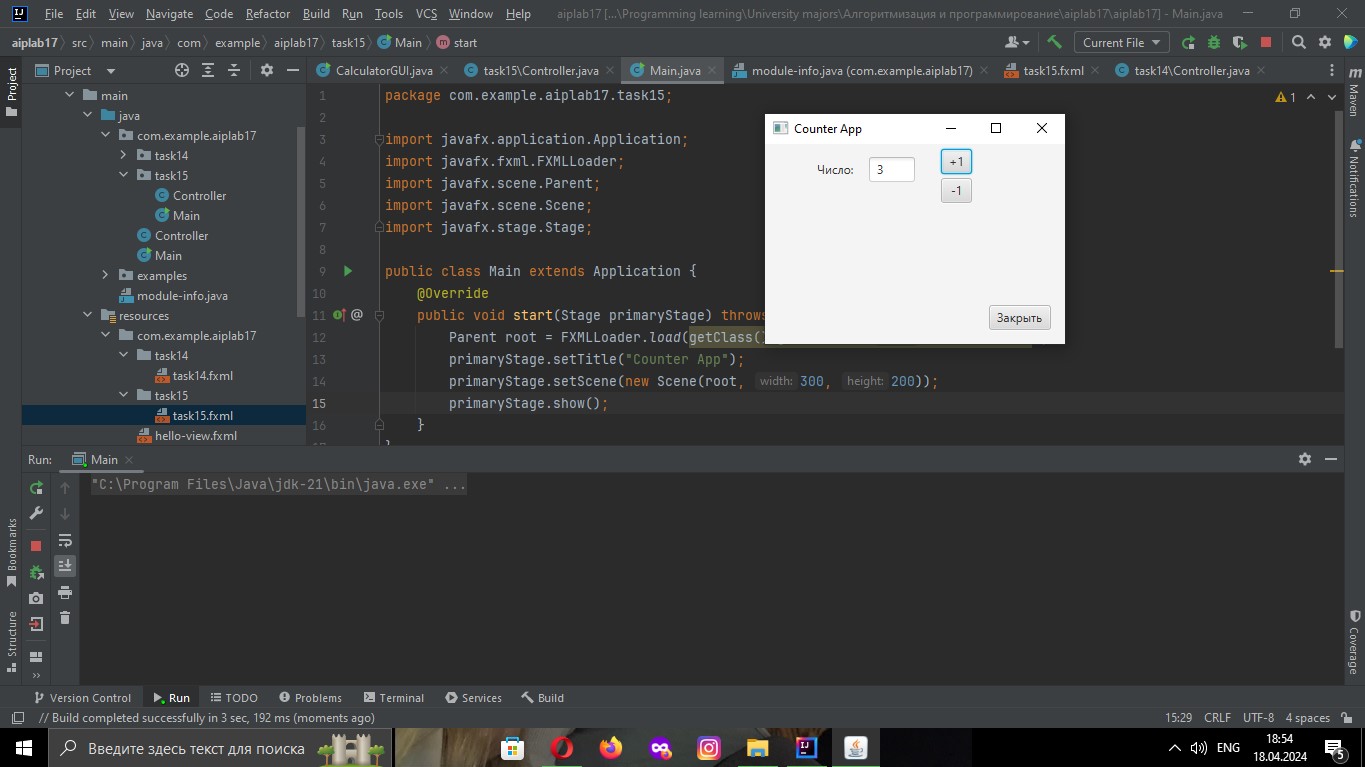 File Edit View Navigate Code Refactor Build Run Tools VCS Window Help aiplab17 [...\Programming learning\University majors\Алгоритмизация и программирование\aiplab17\aiplab17] - Main.java
aiplab17 src main java com example aiplab17 task15 Main start Current File
Project
CalculatorGUI.java task15\Controller.java Main.java module-info.java (com.example.aiplab17) task15.fxml task14\Controller.java
Project
Bookmarks
Structure
main
java
com.example.aiplab17
task14
task15
Controller
Main
Controller
Main
examples
module-info.java
resources
com.example.aiplab17
task14
task14.fxml
task15
task15.fxml
hello-view.fxml
1 package com.example.aiplab17.task15;
2
3 import javafx.application.Application;
4 import javafx.fxml.FXMLLoader;
5 import javafx.scene.Parent;
6 import javafx.scene.Scene;
7 import javafx.stage.Stage;
8
9 public class Main extends Application {
10 @Override
11 public void start(Stage primaryStage) throws
12 Parent root = FXMLLoader.load(getClass()
13 primaryStage.setTitle("Counter App");
14 primaryStage.setScene(new Scene(root, width: 300, height: 200));
15 primaryStage.show();
16 }
1
Counter App
Число: 3 +1
-1
Закрыть
Maven
Notifications
Coverage
Run: Main
"C:\Program Files\Java\jdk-21\bin\java.exe" ...
Version Control Run TODO Problems Terminal Services Build
// Build completed successfully in 3 sec, 192 ms (moments ago) 15:29 CRLF UTF-8 4 spaces
Введите здесь текст для поиска
ENG
18:54
18.04.2024
5